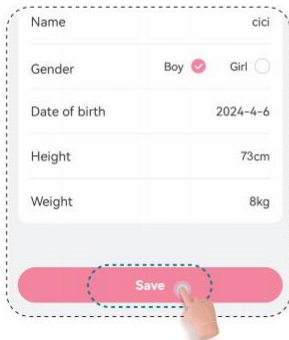 Name cici
Gender Boy Girl
Date of birth 2024-4-6
Height 73cm
Weight 8kg
Save